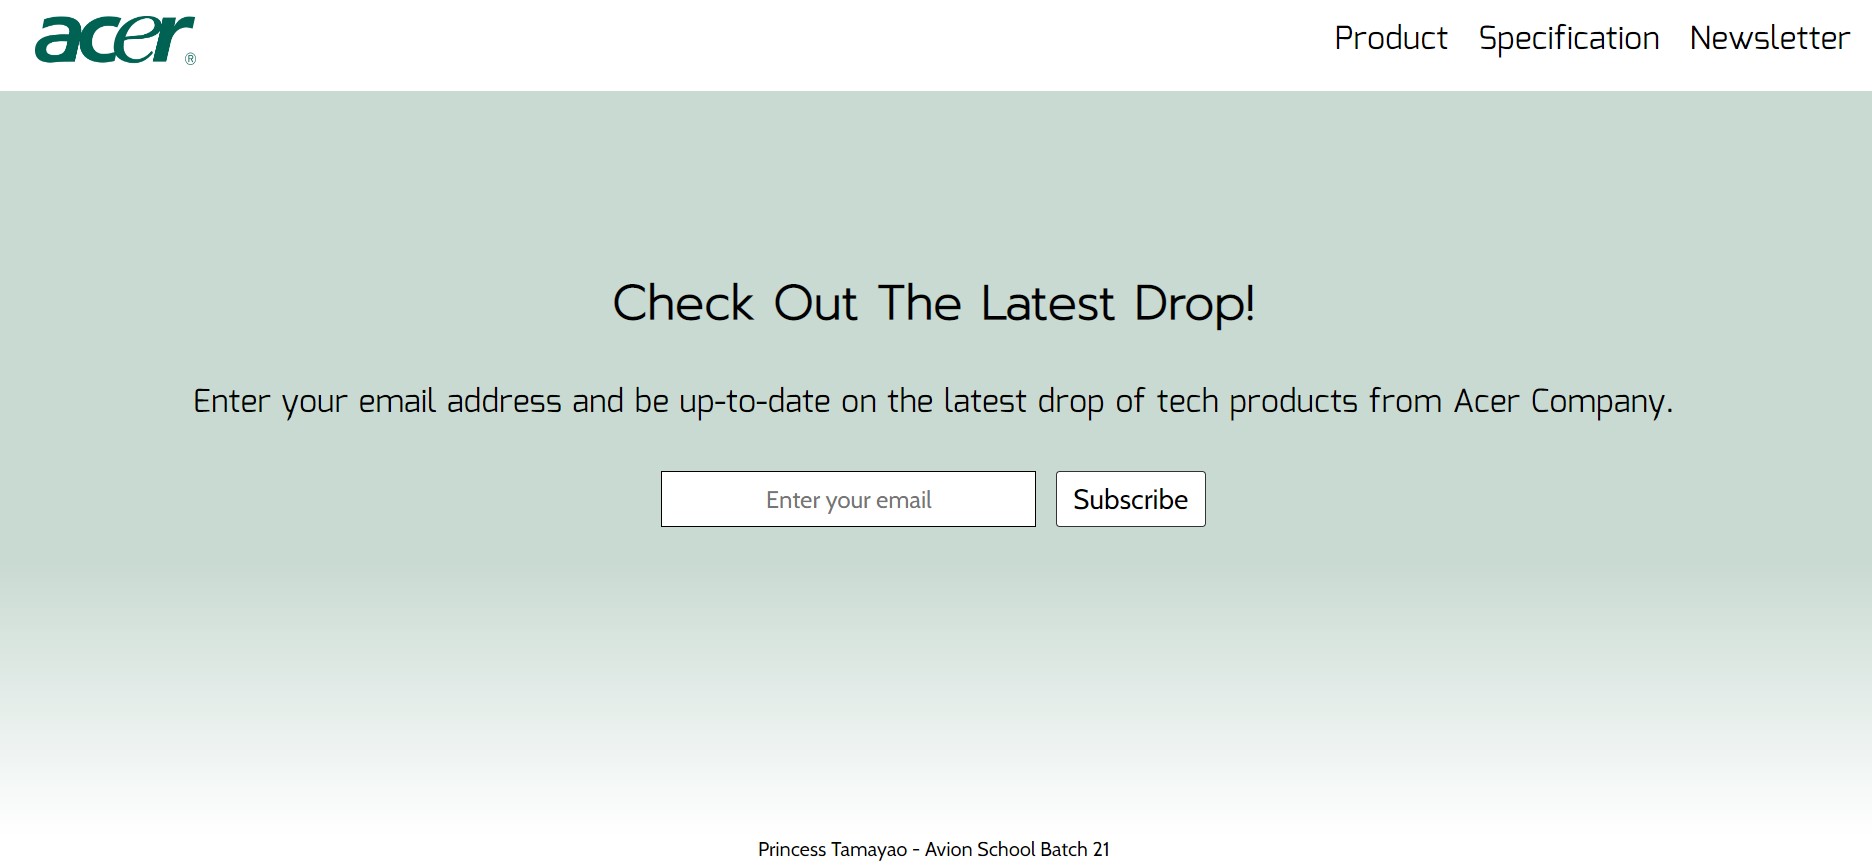 acer®
Product Specification Newsletter
Check Out The Latest Drop!
Enter your email address and be up-to-date on the latest drop of tech products from Acer Company.
Enter your email Subscribe
Princess Tamayao - Avion School Batch 21